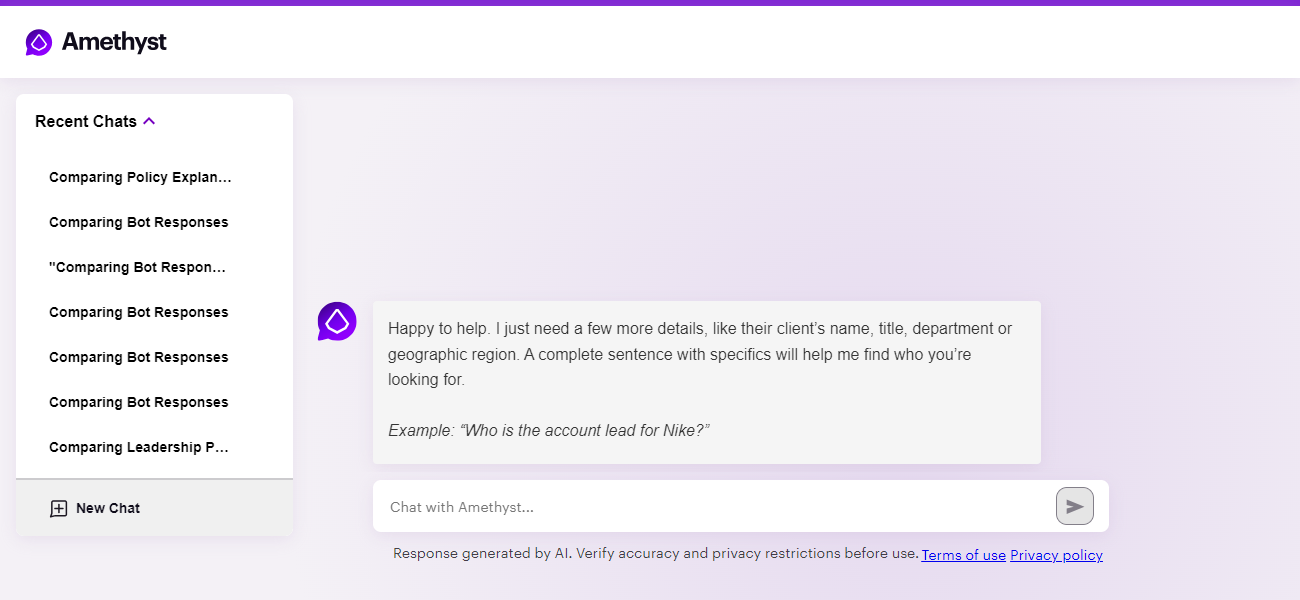 Amethyst
Recent Chats
Comparing Policy Explan...
Comparing Bot Responses
"Comparing Bot Respon...
Comparing Bot Responses
Comparing Bot Responses
Comparing Bot Responses
Comparing Leadership P...
New Chat
Happy to help. I just need a few more details, like their client’s name, title, department or
geographic region. A complete sentence with specifics will help me find who you’re
looking for.
Example: “Who is the account lead for Nike?”
Chat with Amethyst...
Response generated by AI. Verify accuracy and privacy restrictions before use. Terms of use Privacy policy